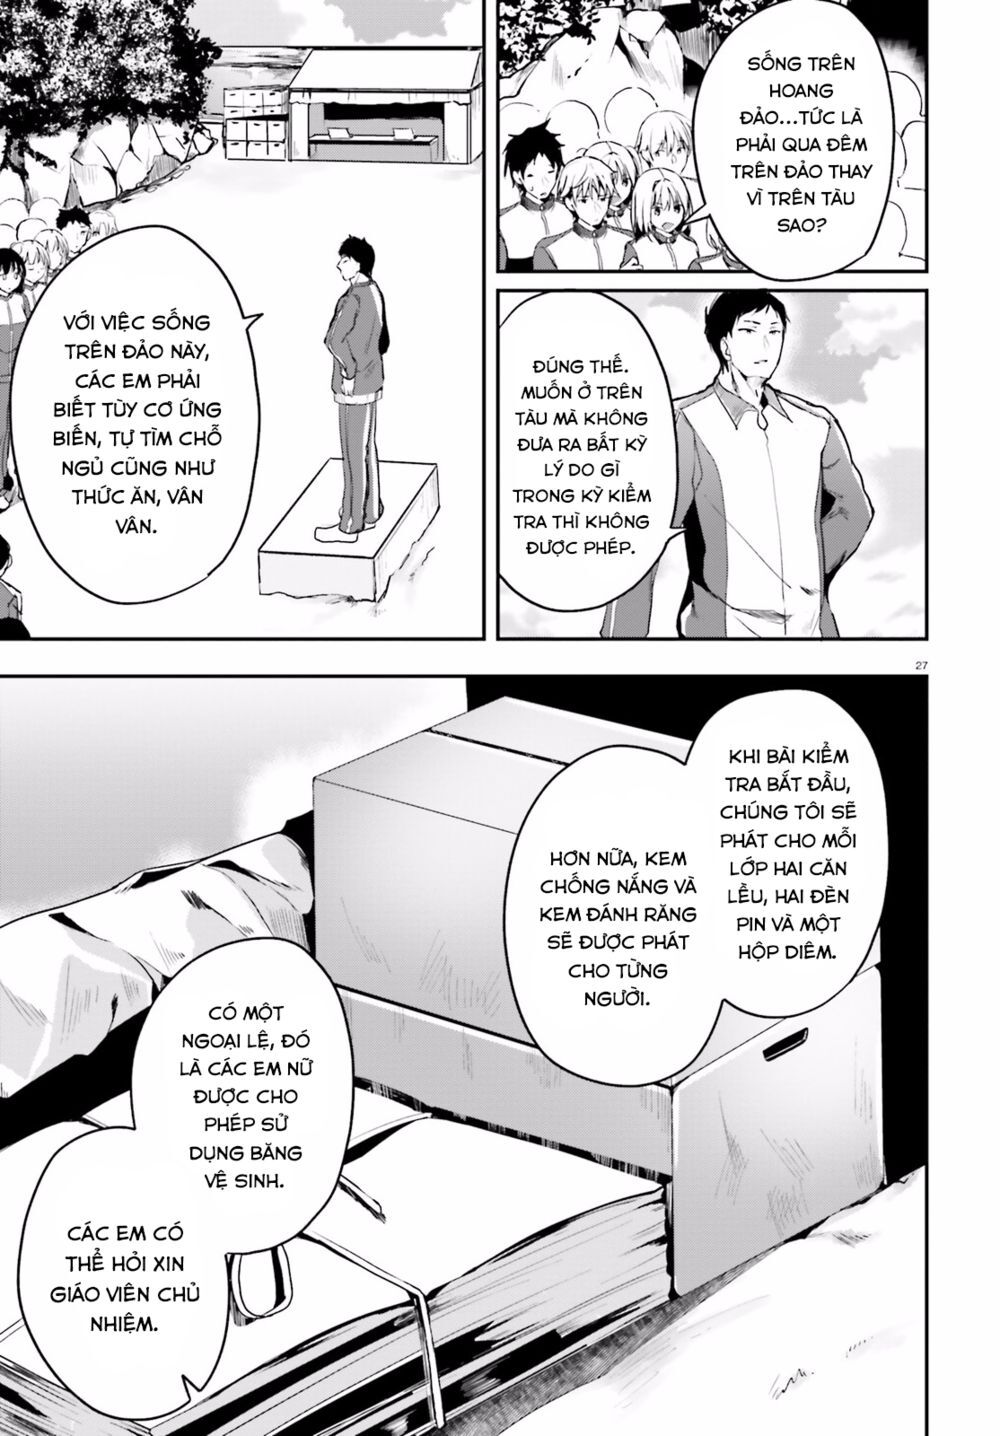 SỐNG TRÊN
HOANG
ĐẢO...TỨC LÀ
PHẢI QUA ĐÊM
TRÊN ĐẢO THAY
VÌ TRÊN TÀU
SAO?
ĐÚNG THẾ.
MUỐN Ở TRÊN
TÀU MÀ KHÔNG
ĐƯA RA BẤT KỲ
LÝ DO GÌ
TRONG KỲ KIỂM
TRA THÌ KHÔNG
ĐƯỢC PHÉP.
VỚI VIỆC SỐNG
TRÊN ĐẢO NÀY,
CÁC EM PHẢI
BIẾT TÙY CƠ ỨNG
BIẾN, TỰ TÌM CHỖ
NGỦ CŨNG NHƯ
THỨC ĂN, VÂN
VÂN.
27
KHI BÀI KIỂM
TRA BẮT ĐẦU,
CHÚNG TÔI SẼ
PHÁT CHO MỖI
LỚP HAI CĂN
LỀU, HAI ĐÈN
PIN VÀ MỘT
HỘP DIÊM.
HƠN NỮA, KEM
CHỐNG NẮNG VÀ
KEM ĐÁNH RĂNG
SẼ ĐƯỢC PHÁT
CHO TỪNG
NGƯỜI.
CÓ MỘT
NGOẠI LỆ, ĐÓ
LÀ CÁC EM NỮ
ĐƯỢC CHO
PHÉP SỬ
DỤNG BĂNG
VỆ SINH.
CÁC EM CÓ
THỂ HỎI XIN
GIÁO VIÊN CHỦ
NHIỆM.